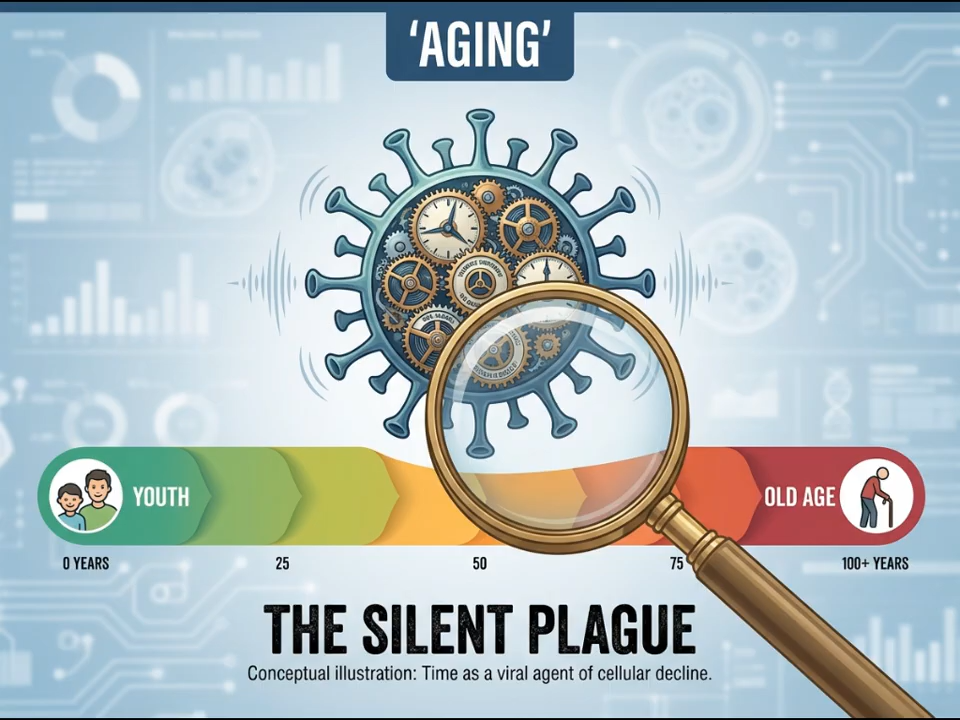 ‘AGING’
YOUTH
OLD AGE
0 YEARS
25
50
75
100+ YEARS
THE SILENT PLAGUE
Conceptual illustration: Time as a viral agent of cellular decline.